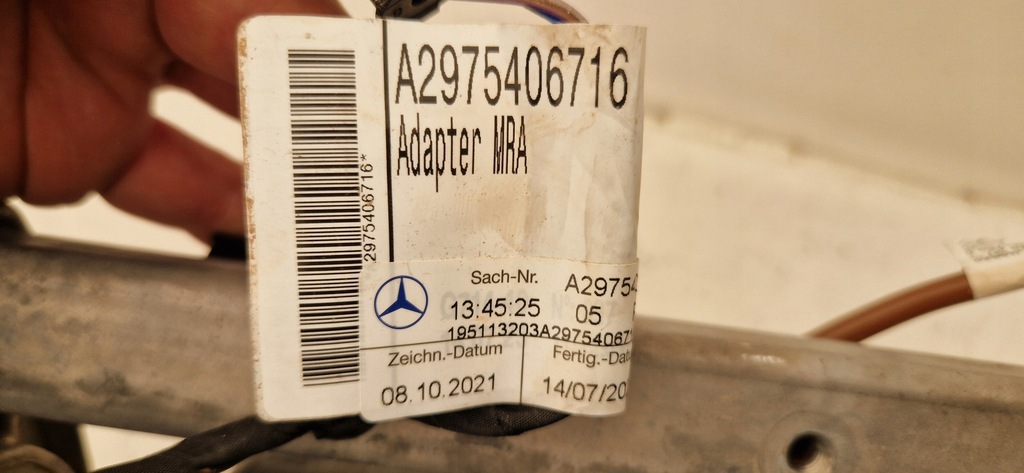 A2975406716
Adapter MRA
2975406716*
Sach-Nr.
A29754
13:45:25
05
195113203A29754067
Zeichn.-Datum
Fertig.-Datu
08.10.2021
14/07/20